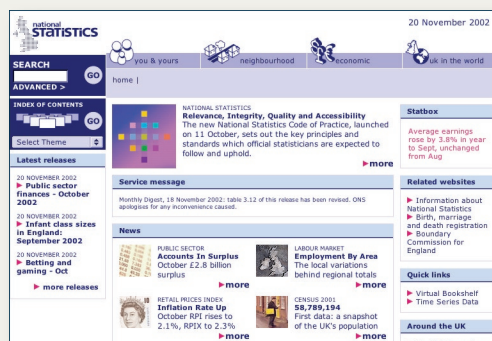 national
STATISTICS
20 November 2002
you & yours
neighbourhood
economic
uk in the world
SEARCH
GO
ADVANCED >
home |
INDEX OF CONTENTS
GO
Select Theme
Latest releases
20 NOVEMBER 2002
Public sector
finances - October
2002
20 NOVEMBER 2002
Infant class sizes
in England:
September 2002
20 NOVEMBER 2002
Betting and
gaming - Oct
more releases
NATIONAL STATISTICS
Relevance, Integrity, Quality and Accessibility
The new National Statistics Code of Practice, launched
on 11 October, sets out the key principles and
standards which official statisticians are expected to
follow and uphold.
more
Service message
Monthly Digest, 18 November 2002: table 3.12 of this release has been revised. ONS
apologises for any inconvenience caused.
News
PUBLIC SECTOR
Accounts In Surplus
October £2.8 billion
surplus
more
LABOUR MARKET
Employment By Area
The local variations
behind regional totals
more
RETAIL PRICES INDEX
Inflation Rate Up
October RPI rises to
2.1%, RPIX to 2.3%
more
CENSUS 2001
58,789,194
First data: a snapshot
of the UK's population
more
Statbox
Average earnings
rose by 3.8% in year
to Sept, unchanged
from Aug
Related websites
Information about
National Statistics
Birth, marriage
and death registration
Boundary
Commission for
England
Quick links
Virtual Bookshelf
Time Series Data
Around the UK